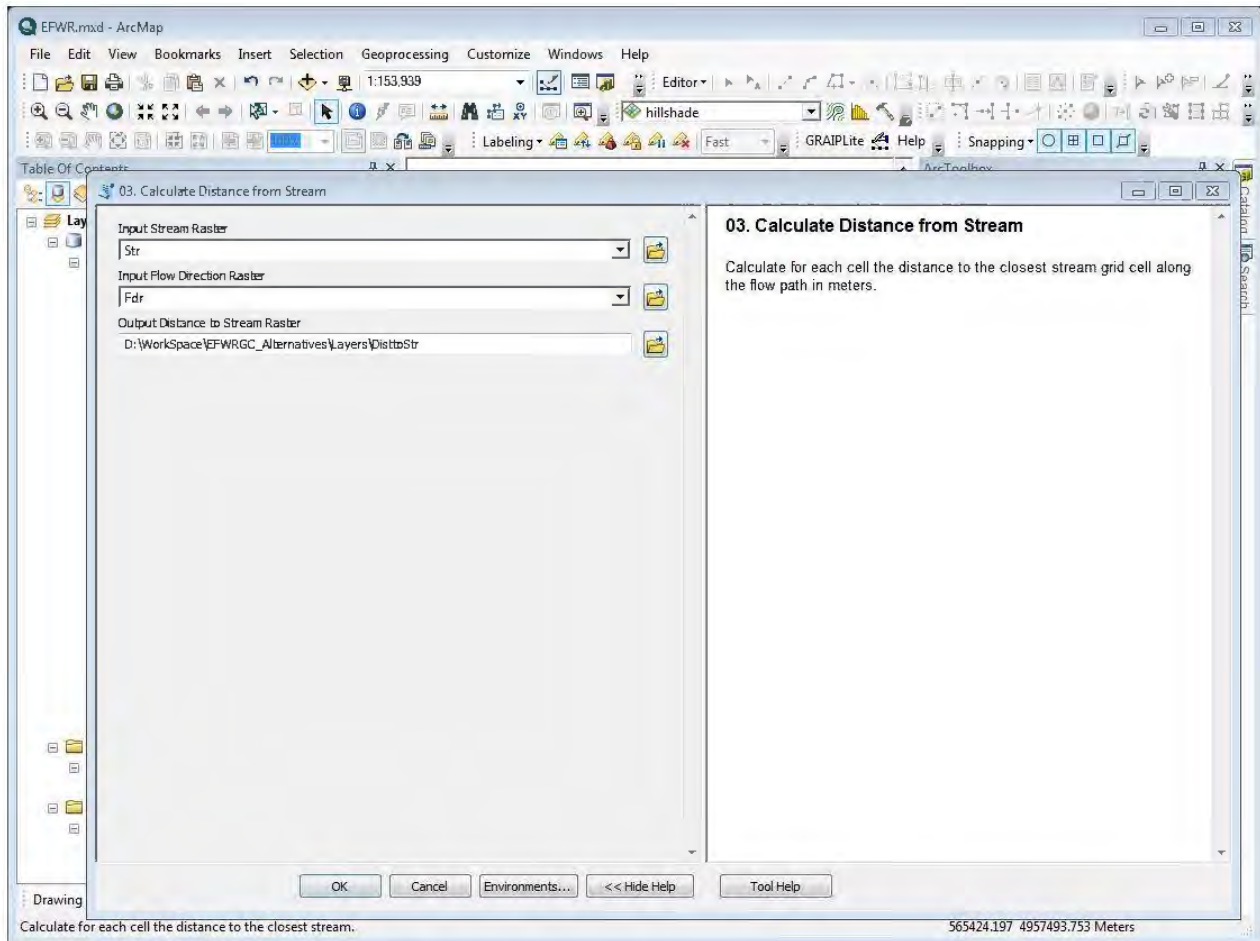 EFWR.mxd - ArcMap
File Edit View Bookmarks Insert Selection Geoprocessing Customize Windows Help
1:153,939 Editor
hillshade
100% Labeling Fast GRAIPLite Help Snapping
Table Of Contents ArcToolbox
Catalog
Search
Lay
03. Calculate Distance from Stream
Input Stream Raster
Str
Input Flow Direction Raster
Fdr
Output Distance to Stream Raster
D:\WorkSpace\EFWRGC_Alternatives\Layers\DisttoStr
03. Calculate Distance from Stream
Calculate for each cell the distance to the closest stream grid cell along
the flow path in meters.
OK Cancel Environments... << Hide Help Tool Help
Drawing
Calculate for each cell the distance to the closest stream. 565424.197 4957493.753 Meters